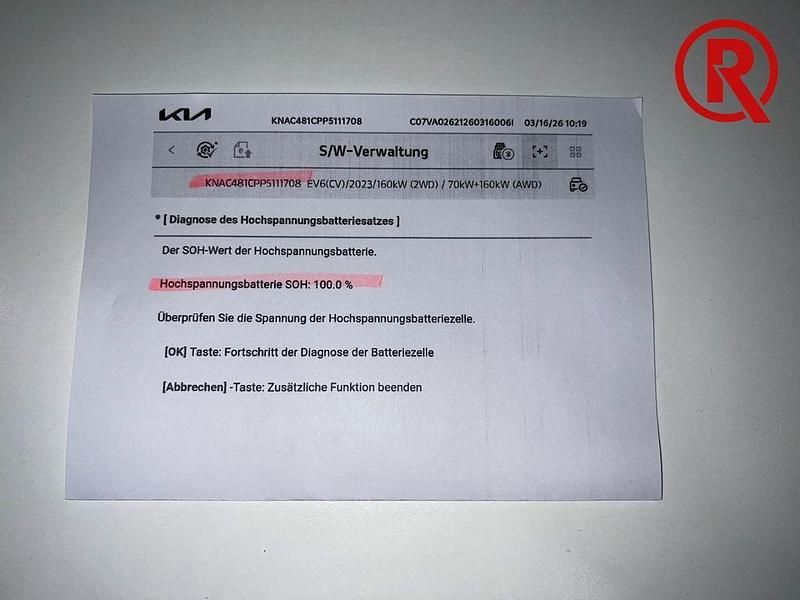 KIA KNAC481CPP5111708 C07VA02621260316006I 03/16/26 10:19
S/W-Verwaltung
KNAC481CPP5111708 EV6(CV)/2023/160kW (2WD) / 70kW+160kW (AWD)
* [ Diagnose des Hochspannungsbatteriesatzes ]
Der SOH-Wert der Hochspannungsbatterie.
Hochspannungsbatterie SOH: 100.0 %
Überprüfen Sie die Spannung der Hochspannungsbatteriezelle.
[OK] Taste: Fortschritt der Diagnose der Batteriezelle
[Abbrechen] -Taste: Zusätzliche Funktion beenden
R